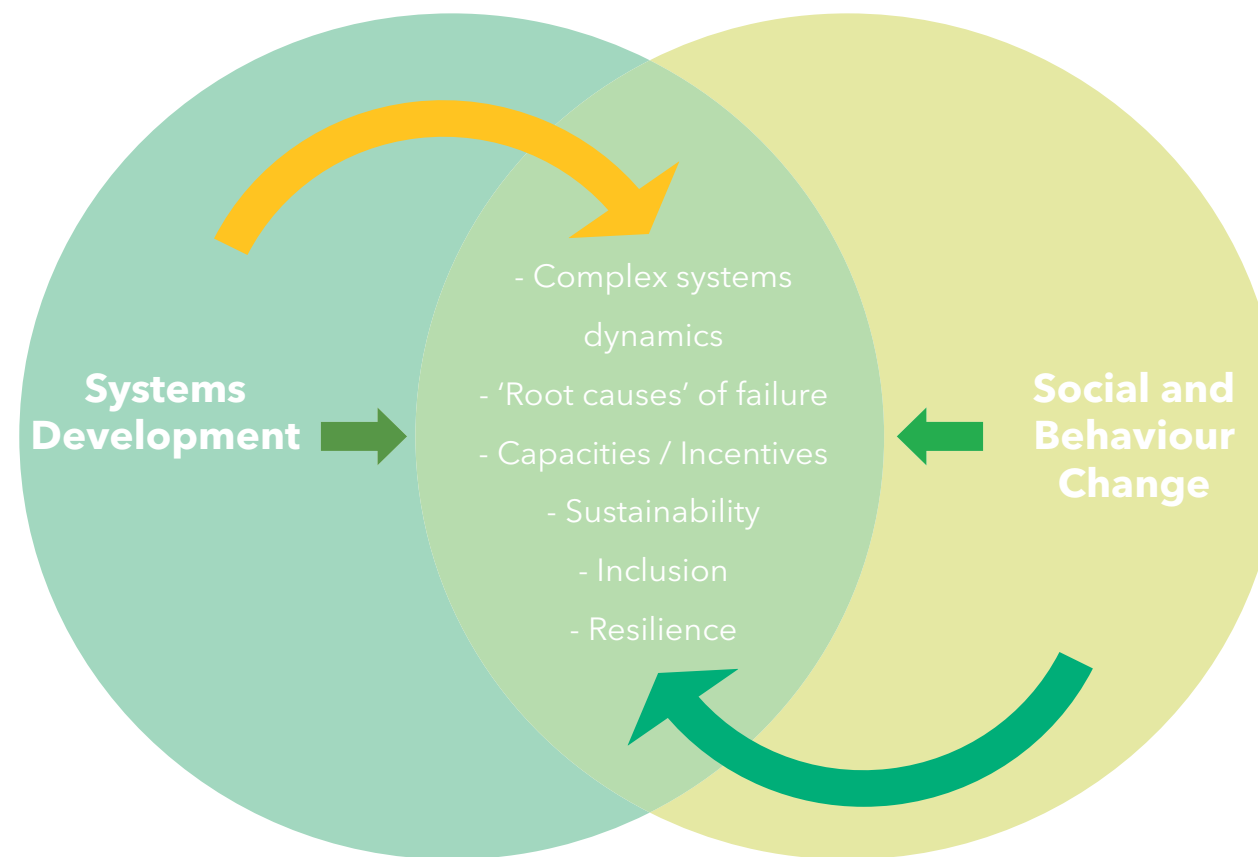 Systems
Development
- Complex systems
dynamics
- ‘Root causes’ of failure
- Capacities / Incentives
- Sustainability
- Inclusion
- Resilience
Social and
Behaviour
Change